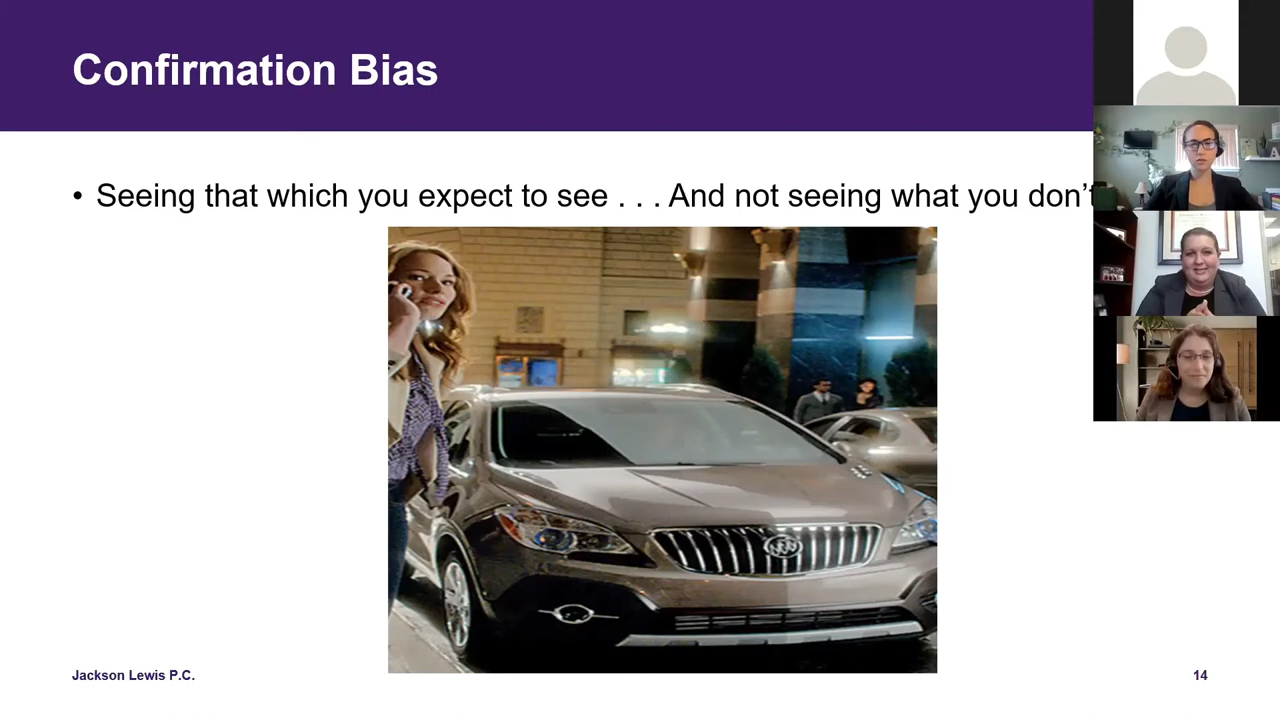 Confirmation Bias
• Seeing that which you expect to see . . . And not seeing what you don’t
Jackson Lewis P.C.
14